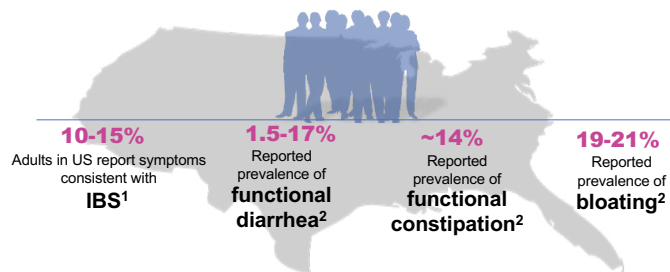 10-15%
Adults in US report symptoms
consistent with
IBS¹
1.5-17%
Reported
prevalence of
functional
diarrhea²
~14%
Reported
prevalence of
functional
constipation²
19-21%
Reported
prevalence of
bloating²